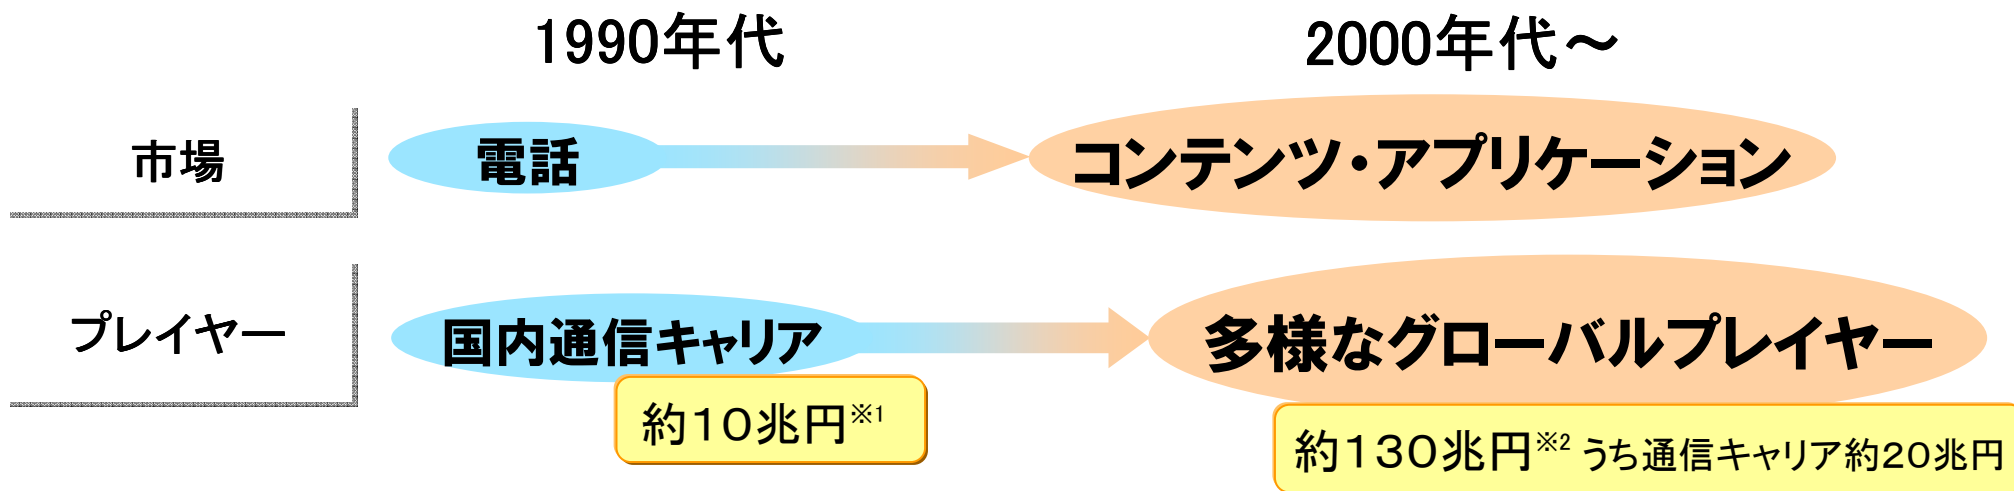 1990年代 2000年代～
市場 電話 コンテンツ・アプリケーション
プレイヤー 国内通信キャリア 多様なグローバルプレイヤー
約10兆円※1
約130兆円※2 うち通信キャリア約20兆円